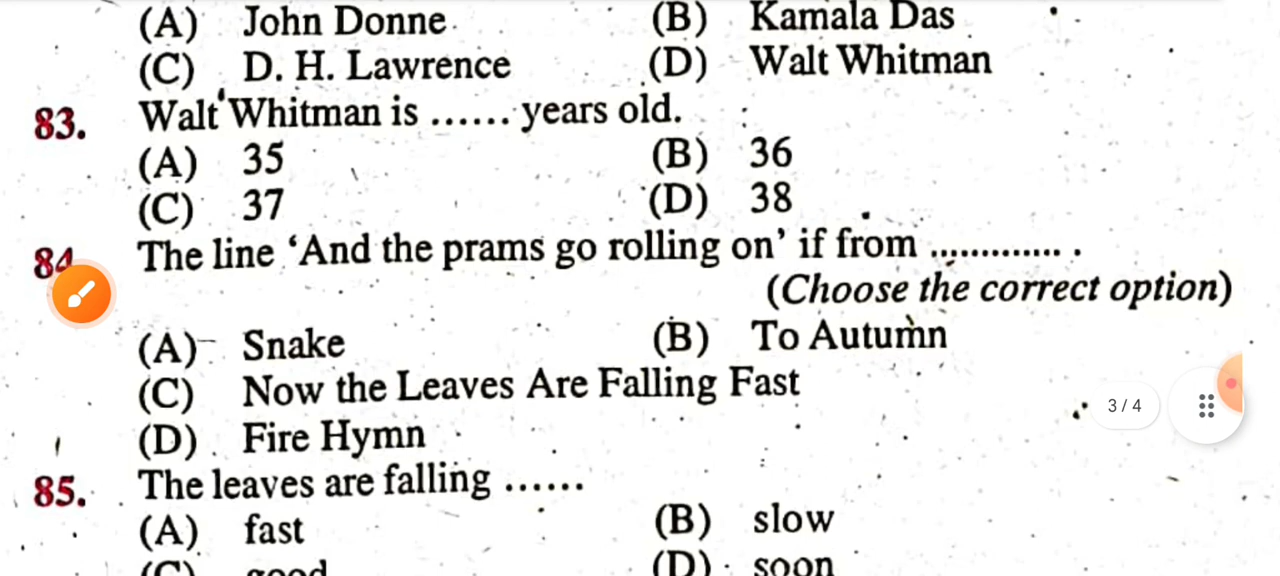 (A) John Donne (B) Kamala Das
(C) D. H. Lawrence (D) Walt Whitman
83. Walt Whitman is ...... years old.
(A) 35 (B) 36
(C) 37 (D) 38
84 The line ‘And the prams go rolling on’ if from ............. .
(Choose the correct option)
(A) Snake (B) To Autumn
(C) Now the Leaves Are Falling Fast
3 / 4
(D) Fire Hymn
85. The leaves are falling ......
(A) fast (B) slow
(C) good (D) soon